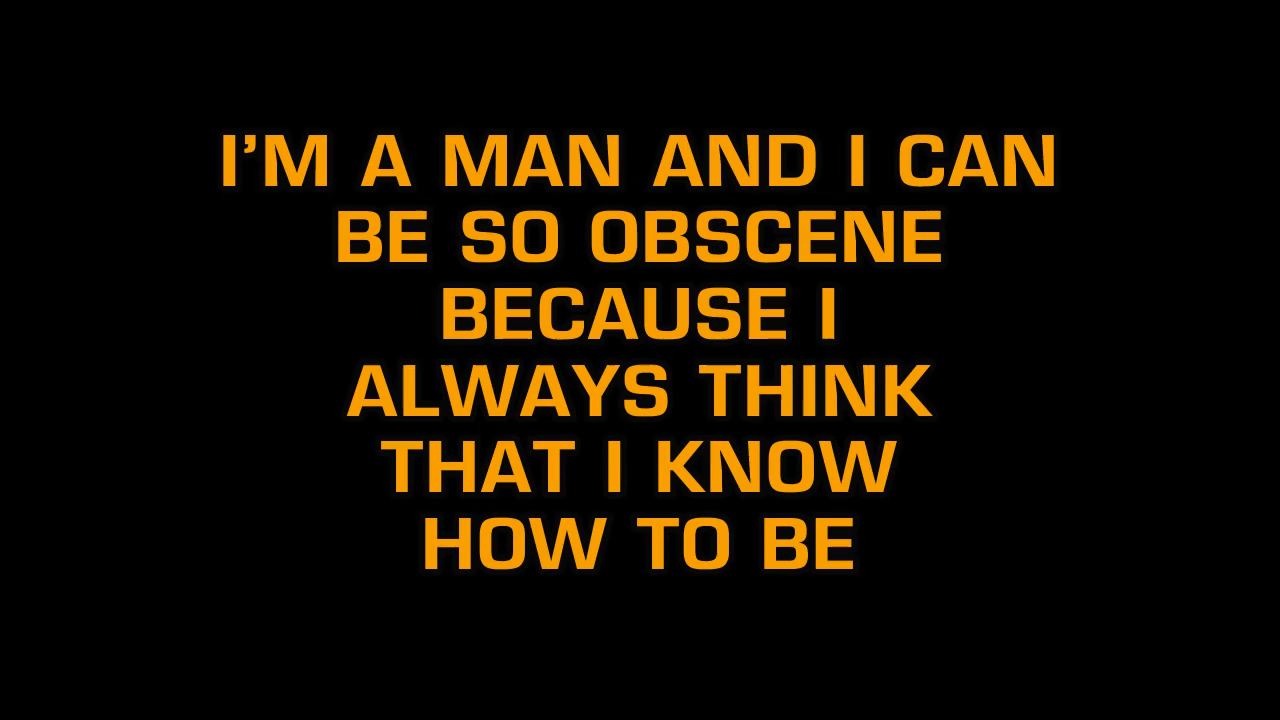 I'M A MAN AND I CAN
BE SO OBSCENE
BECAUSE I
ALWAYS THINK
THAT I KNOW
HOW TO BE